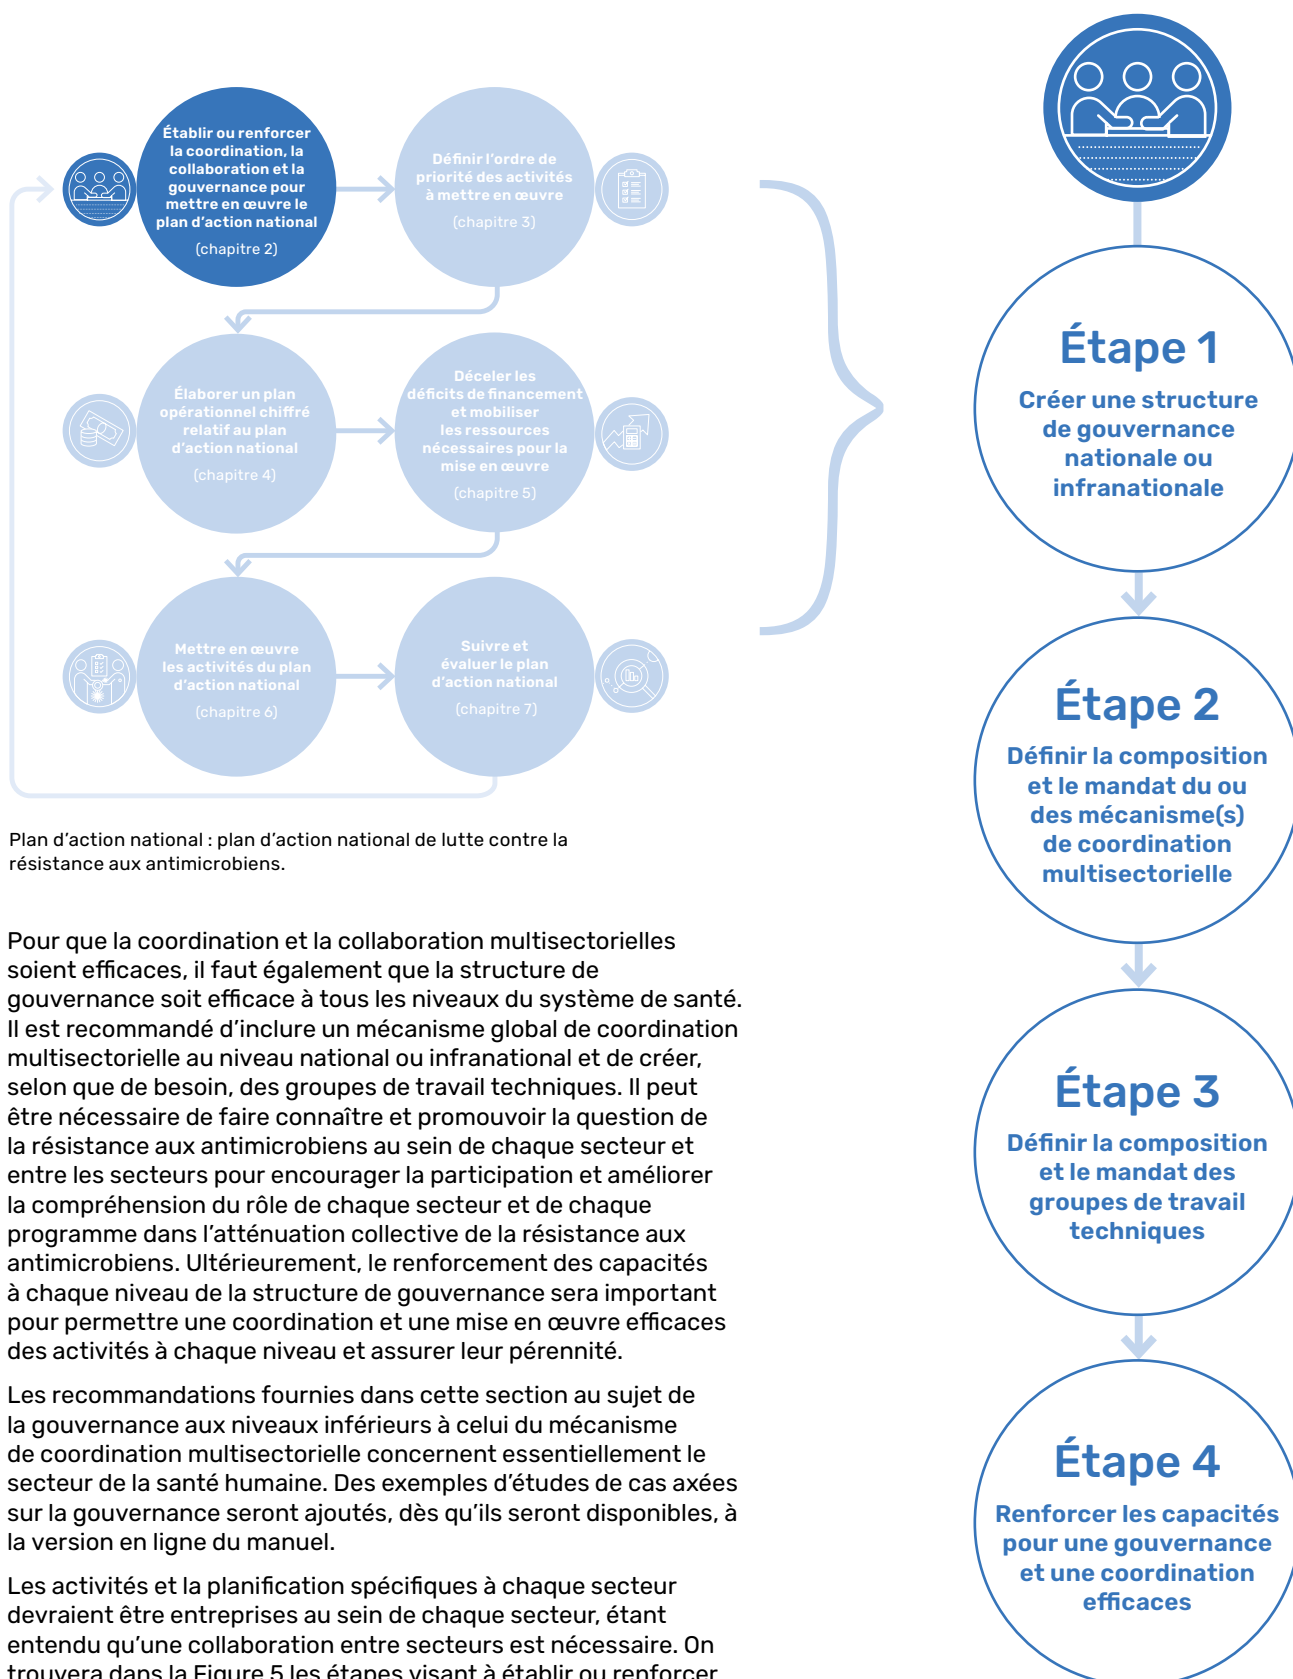 Établir ou renforcer
la coordination, la
collaboration et la
gouvernance pour
mettre en œuvre le
plan d'action national
(chapitre 2)
Définir l'ordre de
priorité des activités
à mettre en œuvre
(chapitre 3)
Élaborer un plan
opérationnel chiffré
relatif au plan
d'action national
(chapitre 4)
Déceler les
déficits de financement
et mobiliser
les ressources
nécessaires pour la
mise en œuvre
(chapitre 5)
Mettre en œuvre
les activités du plan
d'action national
(chapitre 6)
Suivre et
évaluer le plan
d'action national
(chapitre 7)
Plan d'action national : plan d'action national de lutte contre la
résistance aux antimicrobiens.
Pour que la coordination et la collaboration multisectorielles
soient efficaces, il faut également que la structure de
gouvernance soit efficace à tous les niveaux du système de santé.
Il est recommandé d'inclure un mécanisme global de coordination
multisectorielle au niveau national ou infranational et de créer,
selon que de besoin, des groupes de travail techniques. Il peut
être nécessaire de faire connaître et promouvoir la question de
la résistance aux antimicrobiens au sein de chaque secteur et
entre les secteurs pour encourager la participation et améliorer
la compréhension du rôle de chaque secteur et de chaque
programme dans l'atténuation collective de la résistance aux
antimicrobiens. Ultérieurement, le renforcement des capacités
à chaque niveau de la structure de gouvernance sera important
pour permettre une coordination et une mise en œuvre efficaces
des activités à chaque niveau et assurer leur pérennité.
Les recommandations fournies dans cette section au sujet de
la gouvernance aux niveaux inférieurs à celui du mécanisme
de coordination multisectorielle concernent essentiellement le
secteur de la santé humaine. Des exemples d'études de cas axées
sur la gouvernance seront ajoutés, dès qu'ils seront disponibles, à
la version en ligne du manuel.
Les activités et la planification spécifiques à chaque secteur
devraient être entreprises au sein de chaque secteur, étant
entendu qu'une collaboration entre secteurs est nécessaire. On
trouvera dans la Figure 5 les étapes visant à établir ou renforcer
Étape 1
Créer une structure
de gouvernance
nationale ou
infranationale
Étape 2
Définir la composition
et le mandat du ou
des mécanisme(s)
de coordination
multisectorielle
Étape 3
Définir la composition
et le mandat des
groupes de travail
techniques
Étape 4
Renforcer les capacités
pour une gouvernance
et une coordination
efficaces